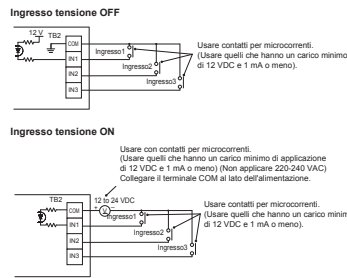 Ingresso tensione OFF
12 V
TB2
COM
IN1
IN2
IN3
Ingresso1
Ingresso2
Ingresso3
Usare contatti per microcorrenti.
(Usare quelli che hanno un carico minimo
di 12 VDC e 1 mA o meno).
Ingresso tensione ON
Usare con contatti per microcorrenti.
(Usare quelli che hanno un carico minimo di applicazione
di 12 VDC e 1 mA o meno) (Non applicare 220-240 VAC)
Collegare il terminale COM al lato dell'alimentazione.
TB2
12 to 24 VDC
+ V −
COM
IN1
IN2
IN3
Ingresso1
Ingresso2
Ingresso3
Usare contatti per microcorrenti.
(Usare quelli che hanno un carico minim
di 12 VDC e 1 mA o meno).